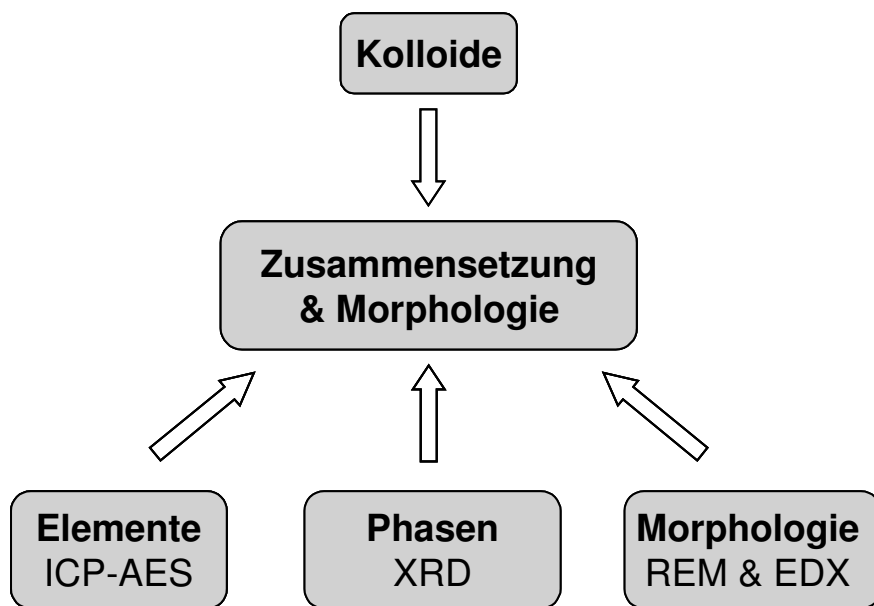 Kolloide
Zusammensetzung
& Morphologie
Elemente
ICP-AES
Phasen
XRD
Morphologie
REM & EDX